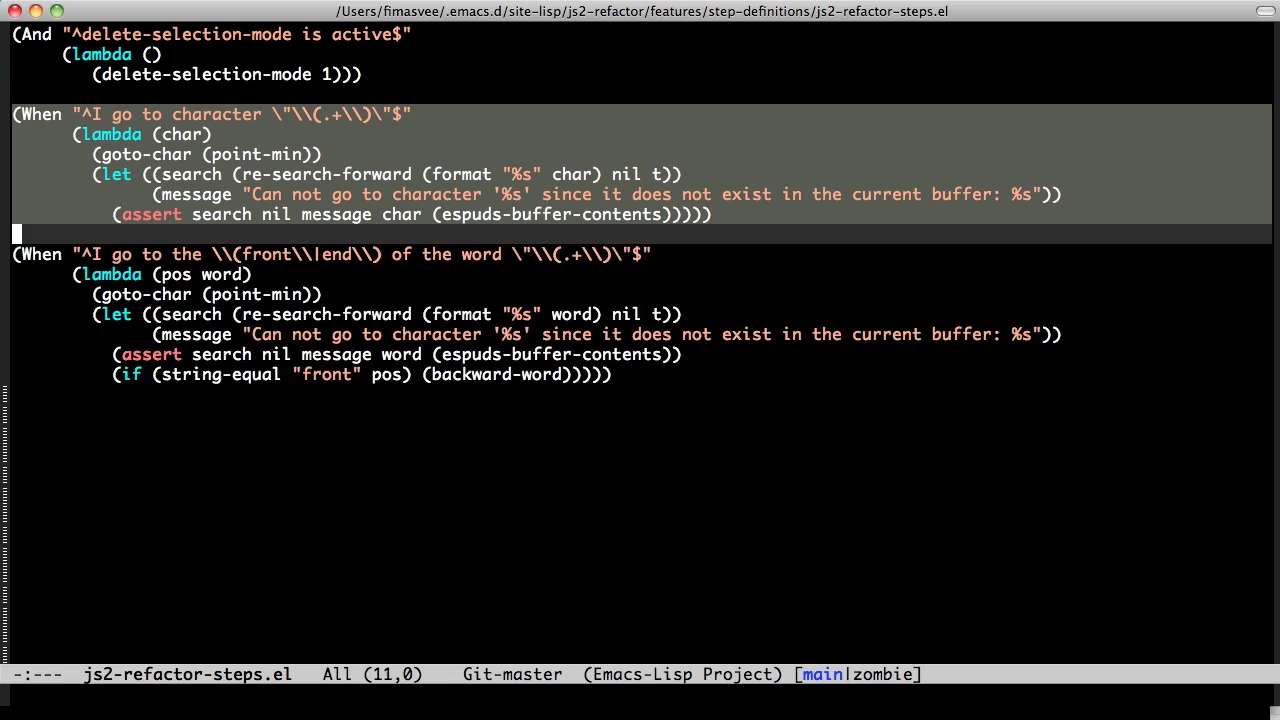 /Users/fimasvee/.emacs.d/site-lisp/js2-refactor/features/step-definitions/js2-refactor-steps.el
(And "^delete-selection-mode is active$"
     (lambda ()
        (delete-selection-mode 1)))
(When "^I go to character \"\\(.+\\)\"$"
      (lambda (char)
        (goto-char (point-min))
        (let ((search (re-search-forward (format "%s" char) nil t))
              (message "Can not go to character '%s' since it does not exist in the current buffer: %s"))
          (assert search nil message char (espuds-buffer-contents)))))
(When "^I go to the \\(front\\|end\\) of the word \"\\(.+\\)\"$"
      (lambda (pos word)
        (goto-char (point-min))
        (let ((search (re-search-forward (format "%s" word) nil t))
              (message "Can not go to character '%s' since it does not exist in the current buffer: %s"))
          (assert search nil message word (espuds-buffer-contents))
          (if (string-equal "front" pos) (backward-word)))))
-:--- js2-refactor-steps.el All (11,0) Git-master (Emacs-Lisp Project) [main|zombie]